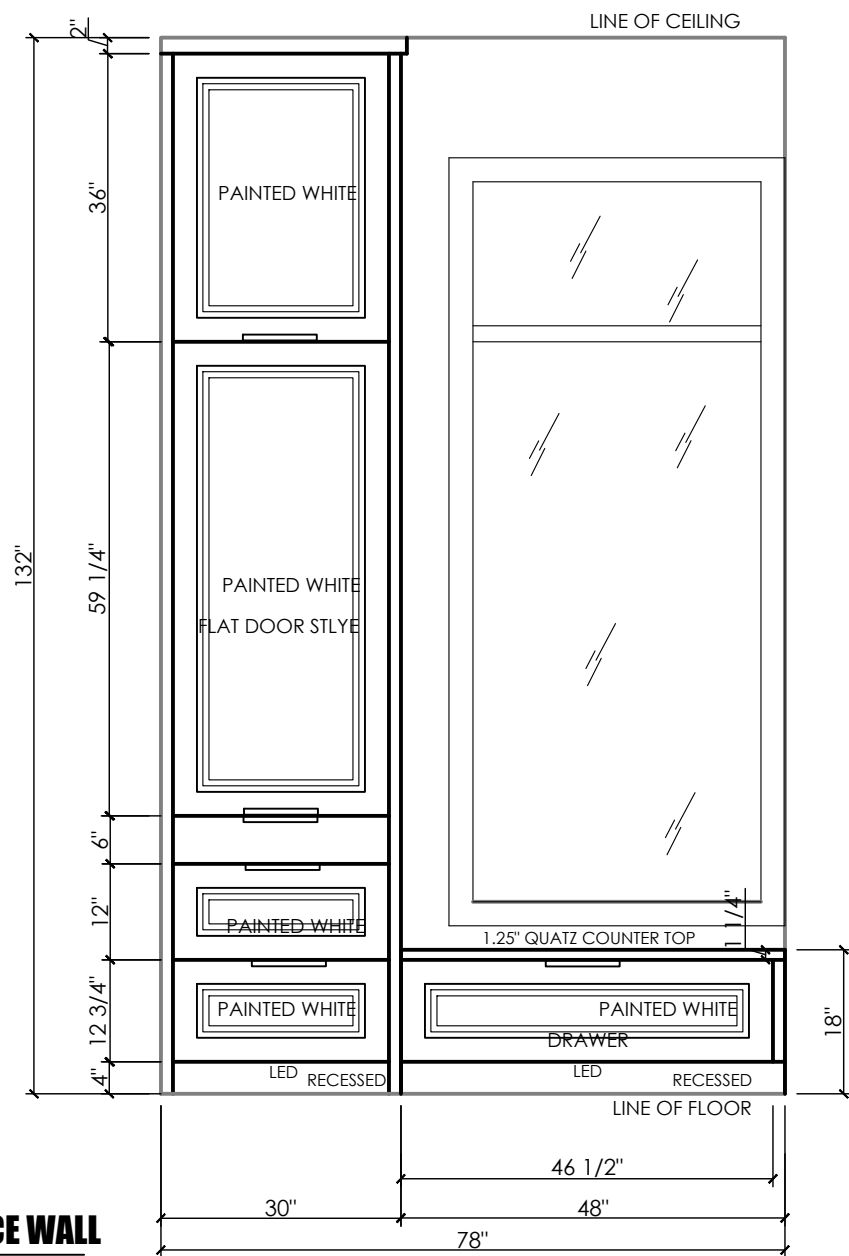 LINE OF CEILING
2"
36"
PAINTED WHITE
132"
59 1/4"
PAINTED WHITE
FLAT DOOR STLYE
6"
12"
PAINTED WHITE
1 1/4"
1.25" QUATZ COUNTER TOP
12 3/4"
PAINTED WHITE
PAINTED WHITE
DRAWER
18"
4"
LED
RECESSED
LED
RECESSED
LINE OF FLOOR
46 1/2"
30"
48"
78"
WALL